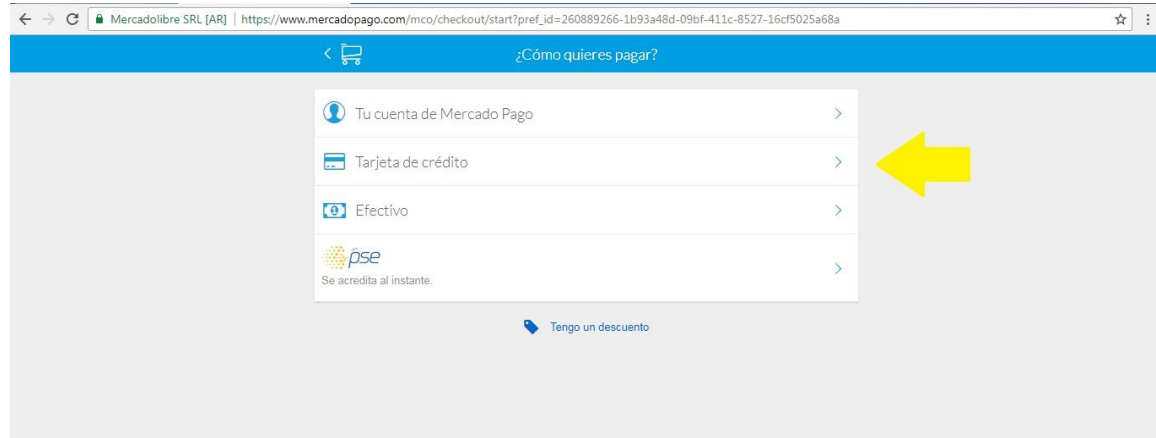 Mercadolibre SRL [AR] | https://www.mercadopago.com/mco/checkout/start?pref_id=260889266-1b93a48d-09bf-411c-8527-16cf5025a68a
¿Cómo quieres pagar?
Tu cuenta de Mercado Pago
Tarjeta de crédito
Efectivo
pse
Se acredita al instante.
Tengo un descuento